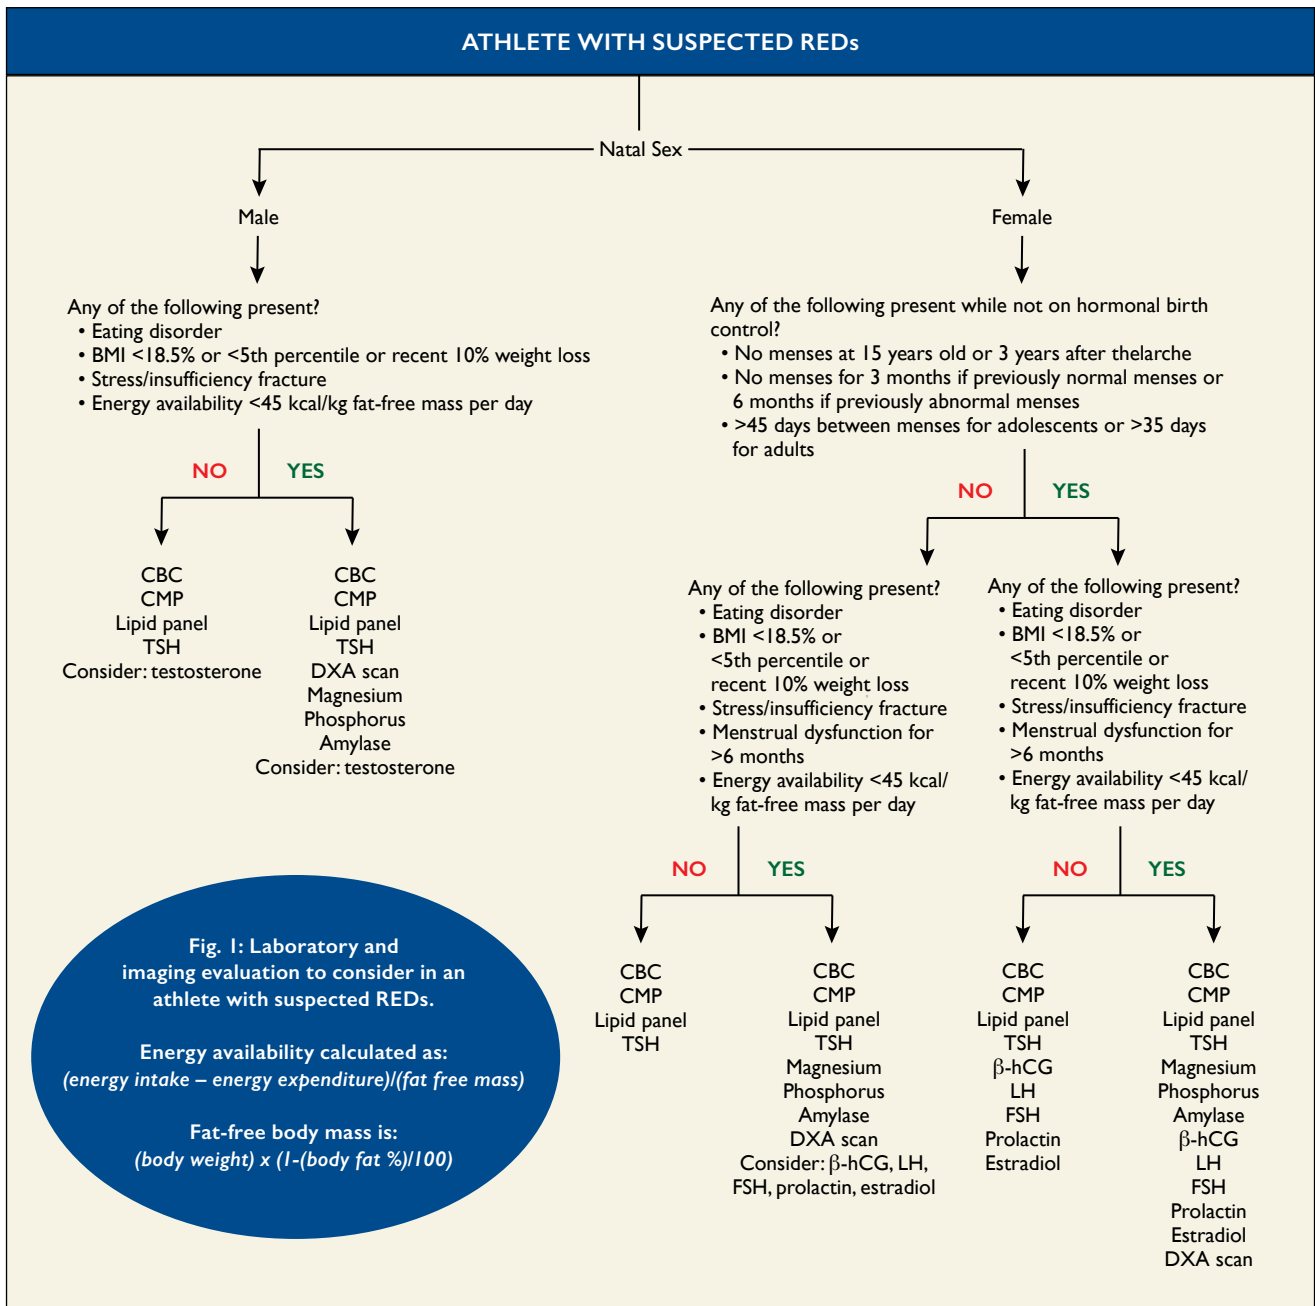 ATHLETE WITH SUSPECTED REDs
Natal Sex
Male
Female
Any of the following present?
• Eating disorder
• BMI <18.5% or <5th percentile or recent 10% weight loss
• Stress/insufficiency fracture
• Energy availability <45 kcal/kg fat-free mass per day
NO
YES
CBC
CMP
Lipid panel
TSH
Consider: testosterone
CBC
CMP
Lipid panel
TSH
DXA scan
Magnesium
Phosphorus
Amylase
Consider: testosterone
Any of the following present while not on hormonal birth
control?
• No menses at 15 years old or 3 years after thelarche
• No menses for 3 months if previously normal menses or
6 months if previously abnormal menses
• >45 days between menses for adolescents or >35 days
for adults
NO
YES
Any of the following present?
• Eating disorder
• BMI <18.5% or
<5th percentile or
recent 10% weight loss
• Stress/insufficiency fracture
• Menstrual dysfunction for
>6 months
• Energy availability <45 kcal/
kg fat-free mass per day
NO
YES
CBC
CMP
Lipid panel
TSH
CBC
CMP
Lipid panel
TSH
Magnesium
Phosphorus
Amylase
DXA scan
Consider: β-hCG, LH,
FSH, prolactin, estradiol
Any of the following present?
• Eating disorder
• BMI <18.5% or
<5th percentile or
recent 10% weight loss
• Stress/insufficiency fracture
• Menstrual dysfunction for
>6 months
• Energy availability <45 kcal/
kg fat-free mass per day
NO
YES
CBC
CMP
Lipid panel
TSH
β-hCG
LH
FSH
Prolactin
Estradiol
CBC
CMP
Lipid panel
TSH
Magnesium
Phosphorus
Amylase
β-hCG
LH
FSH
Prolactin
Estradiol
DXA scan
Fig. 1: Laboratory and
imaging evaluation to consider in an
athlete with suspected REDs.
Energy availability calculated as:
(energy intake – energy expenditure)/(fat free mass)
Fat-free body mass is:
(body weight) x (1-(body fat %)/100)